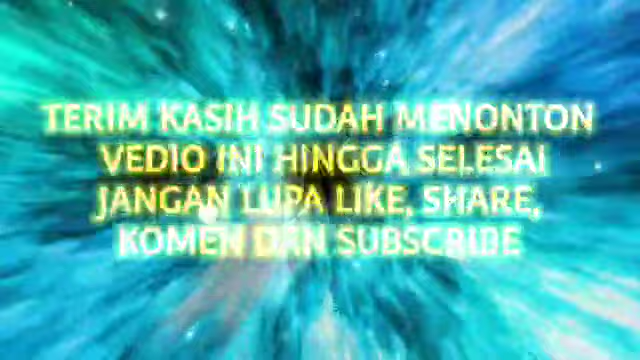 TERIM KASIH SUDAH MENONTON
VEDIO INI HINGGA SELESAI
JANGAN LUPA LIKE, SHARE,
KOMEN DAN SUBSCRIBE